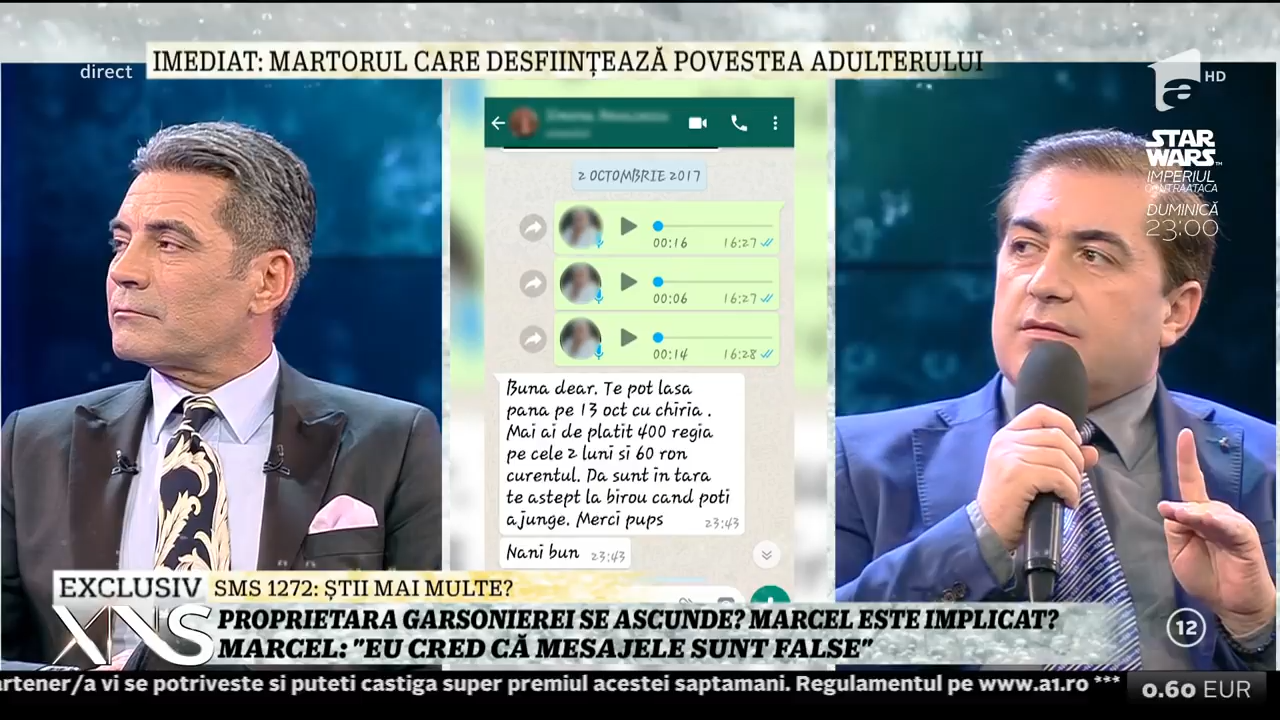 IMEDIAT: MARTORUL CARE DESFIINȚEAZĂ POVESTEA ADULTERULUI
direct
a HD
STAR
WARS
IMPERIUL
CONTRAATACA
DUMINICĂ
23:00
2 OCTOMBRIE 2017
00:16 16:27
00:06 16:27
00:14 16:28
Buna dear. Te pot lasa
pana pe 13 oct cu chiria .
Mai ai de platit 400 regia
pe cele 2 luni si 60 ron
curentul. Da sunt in tara
te astept la birou cand poti
ajunge. Merci pups
23:43
Nani bun 23:43
EXCLUSIV SMS 1272: ȘTII MAI MULTE?
XNS
PROPRIETARA GARSONIEREI SE ASCUNDE? MARCEL ESTE IMPLICAT?
MARCEL: "EU CRED CĂ MESAJELE SUNT FALSE"
12
artener/a vi se potriveste si puteti castiga super premiul acestei saptamani. Regulamentul pe www.a1.ro ***
0.60 EUR